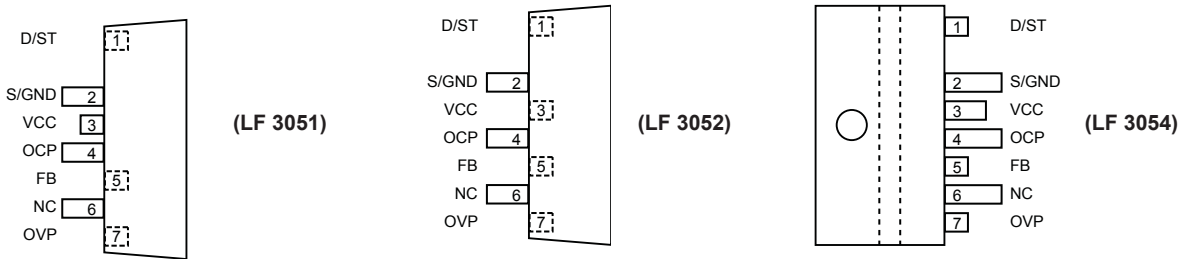 D/ST 1
S/GND 2
VCC 3
OCP 4
FB 5
NC 6
OVP 7
(LF 3051)
D/ST 1
S/GND 2
VCC 3
OCP 4
FB 5
NC 6
OVP 7
(LF 3052)
1 D/ST
2 S/GND
3 VCC
4 OCP
5 FB
6 NC
7 OVP
(LF 3054)